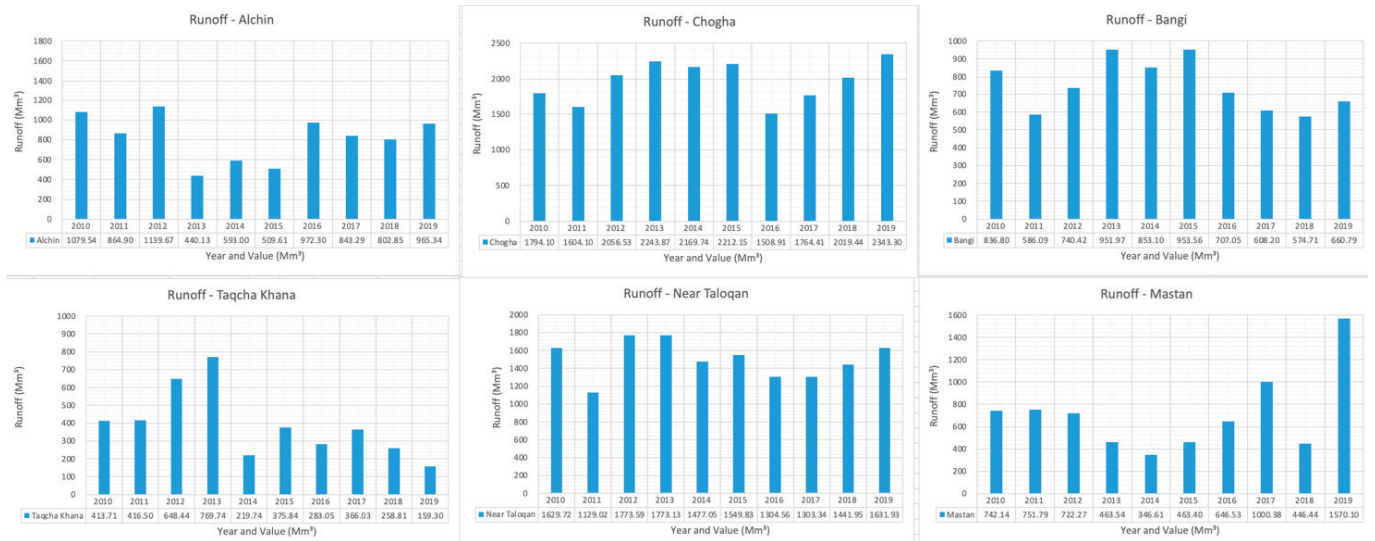 Runoff - Alchin
Runoff (Mm³)
1800
1600
1400
1200
1000
800
600
400
200
0
2010 2011 2012 2013 2014 2015 2016 2017 2018 2019
Alchin 1079.54 864.90 1139.67 440.13 593.00 509.61 972.30 843.29 802.85 965.34
Year and Value (Mm³)
Runoff - Chogha
Runoff (Mm³)
2500
2000
1500
1000
500
0
2010 2011 2012 2013 2014 2015 2016 2017 2018 2019
Chogha 1794.10 1604.10 2056.53 2243.87 2169.74 2212.15 1508.91 1764.41 2019.44 2343.30
Year and Value (Mm³)
Runoff - Bangi
Runoff (Mm³)
1000
900
800
700
600
500
400
300
200
100
0
2010 2011 2012 2013 2014 2015 2016 2017 2018 2019
Bangi 836.80 586.09 740.42 951.97 853.10 953.56 707.05 608.20 574.71 660.79
Year and Value (Mm³)
Runoff - Taqcha Khana
Runoff (Mm³)
1000
900
800
700
600
500
400
300
200
100
0
2010 2011 2012 2013 2014 2015 2016 2017 2018 2019
Taqcha Khana 413.71 416.50 648.44 769.74 219.74 375.84 283.05 366.03 258.81 159.30
Year and Value (Mm³)
Runoff - Near Taloqan
Runoff (Mm³)
2000
1800
1600
1400
1200
1000
800
600
400
200
0
2010 2011 2012 2013 2014 2015 2016 2017 2018 2019
Near Taloqan 1629.72 1129.02 1773.59 1773.13 1477.05 1549.83 1304.56 1303.34 1441.95 1631.93
Year and Value (Mm³)
Runoff - Mastan
Runoff (Mm³)
1600
1400
1200
1000
800
600
400
200
0
2010 2011 2012 2013 2014 2015 2016 2017 2018 2019
Mastan 742.14 751.79 722.27 463.54 346.61 463.40 646.53 1000.38 446.44 1570.10
Year and Value (Mm³)